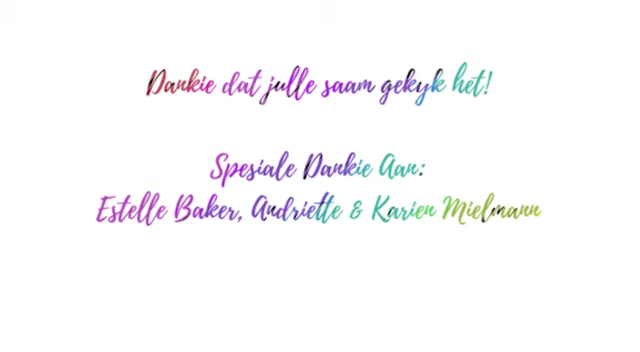 Dankie dat julle saam gekyk het!
Spesiale Dankie Aan:
Estelle Baker, Andriette & Karien Mielmann